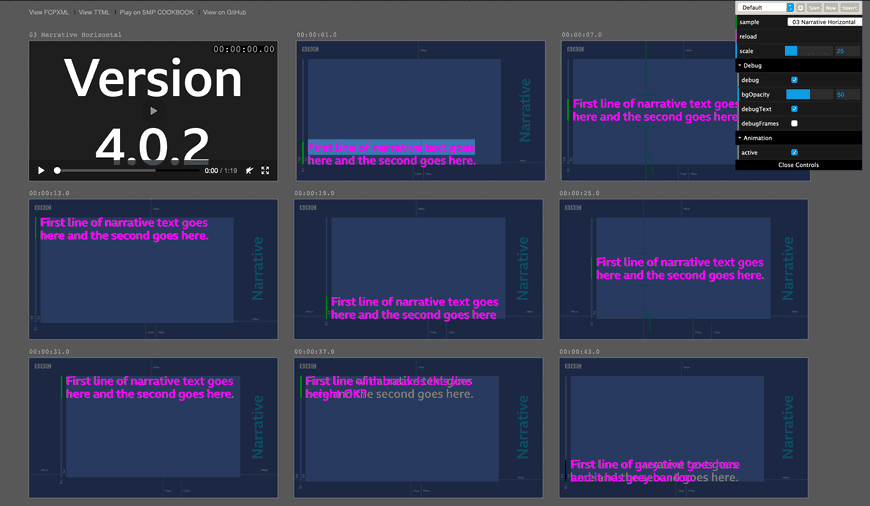 View FCPXML | View TTML | Play on SMP COOKBOOK | View on GitHub
Default
Save
New
Revert
sample 03 Narrative Horizontal
reload
scale 25
Debug
debug
bgOpacity 50
debugText
debugFrames
Animation
active
Close Controls
03 Narrative Horizontal
00:00:00.00
Version
4.0.2
0:00 / 1:19
00:00:01.0
BBC
First line of narrative text goes
here and the second goes here.
Narrative
00:00:07.0
BBC
First line of narrative text goes
here and the second goes here.
00:00:13.0
BBC
First line of narrative text goes
here and the second goes here.
Narrative
00:00:19.0
BBC
First line of narrative text goes
here and the second goes here
Narrative
00:00:25.0
BBC
First line of narrative text goes
here and the second goes here.
Narrative
00:00:31.0
BBC
First line of narrative text goes
here and the second goes here.
Narrative
00:00:37.0
BBC
First line with breaks this line
height OK?
the second goes here.
Narrative
00:00:43.0
BBC
First line of
goes here.
Narrative